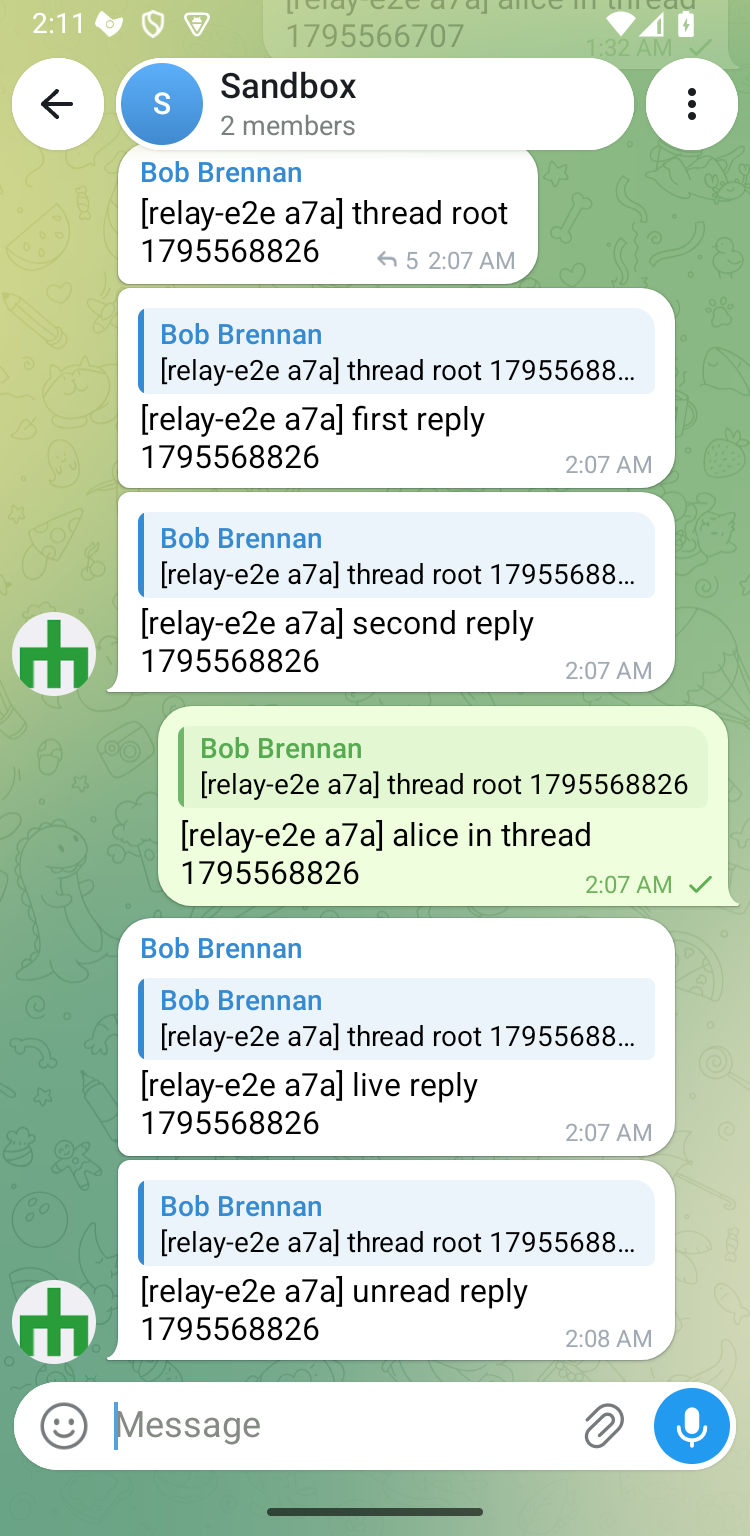 2:11
[relay-e2e a7a] alice in thread
1795566707
1:32 AM
S
Sandbox
2 members
Bob Brennan
[relay-e2e a7a] thread root
1795568826
5 2:07 AM
Bob Brennan
[relay-e2e a7a] thread root 17955688...
[relay-e2e a7a] first reply
1795568826
2:07 AM
Bob Brennan
[relay-e2e a7a] thread root 17955688...
[relay-e2e a7a] second reply
1795568826
2:07 AM
Bob Brennan
[relay-e2e a7a] thread root 1795568826
[relay-e2e a7a] alice in thread
1795568826
2:07 AM
Bob Brennan
Bob Brennan
[relay-e2e a7a] thread root 17955688...
[relay-e2e a7a] live reply
1795568826
2:07 AM
Bob Brennan
[relay-e2e a7a] thread root 17955688...
[relay-e2e a7a] unread reply
1795568826
2:08 AM
Message